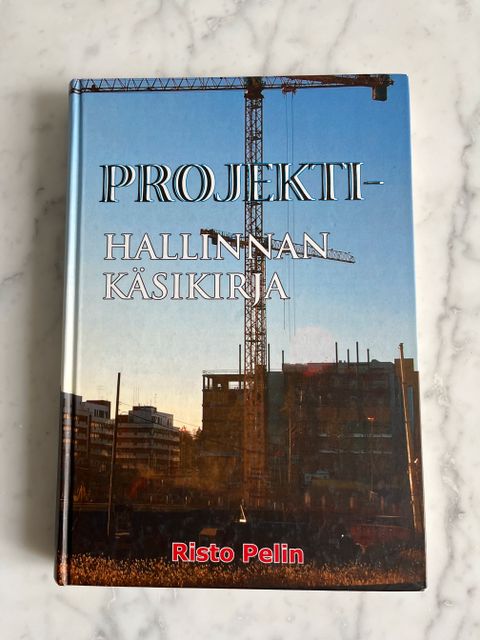 PROJEKTI-
HALLINNAN
KÄSIKIRJA
Risto Pelin